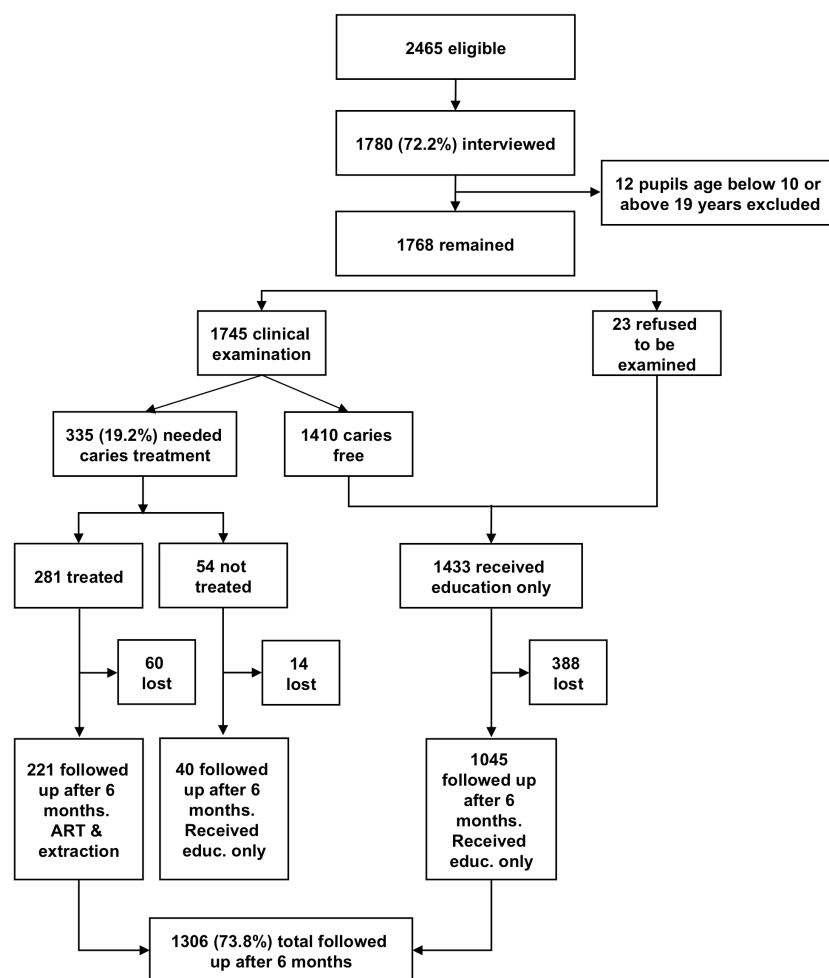 2465 eligible
1780 (72.2%) interviewed
12 pupils age below 10 or
above 19 years excluded
1768 remained
1745 clinical
examination
23 refused
to be
examined
335 (19.2%) needed
caries treatment
1410 caries
free
281 treated
54 not
treated
1433 received
education only
60
lost
14
lost
388
lost
221 followed
up after 6
months.
ART &
extraction
40 followed
up after 6
months.
Received
educ. only
1045
followed up
after 6
months.
Received
educ. only
1306 (73.8%) total followed
up after 6 months